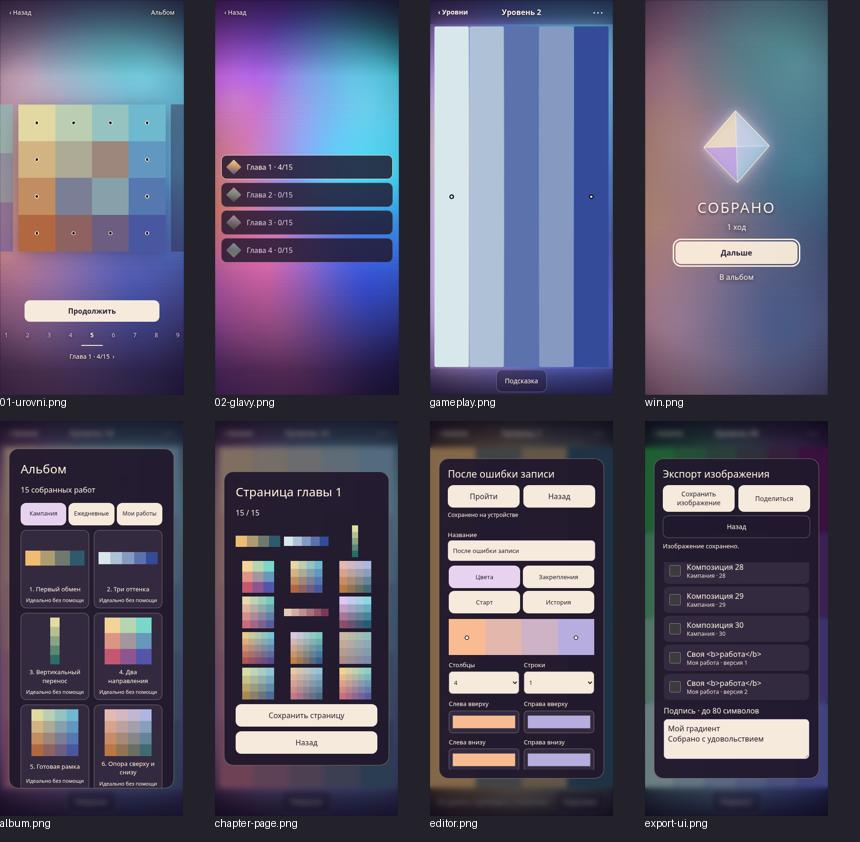 ‹ Назад
Альбом
Продолжить
1 2 3 4 5 6 7 8 9
Глава 1 · 4/15 ›
01-urovni.png
‹ Назад
Глава 1 · 4/15
Глава 2 · 0/15
Глава 3 · 0/15
Глава 4 · 0/15
02-glavy.png
‹ Уровни
Уровень 2
...
Подсказка
gameplay.png
СОБРАНО
1 ход
Дальше
В альбом
win.png
Альбом
15 собранных работ
Кампания
Ежедневные
Мои работы
1. Первый обмен
Идеально без помощи
2. Три оттенка
Идеально без помощи
3. Вертикальный
перенос
Идеально без помощи
4. Два
направления
Идеально без помощи
5. Готовая рамка
Идеально без помощи
6. Опора сверху и
снизу
Идеально без помощи
album.png
Страница главы 1
15 / 15
Сохранить страницу
Назад
chapter-page.png
После ошибки записи
Пройти
Назад
Сохранено на устройстве
Название
После ошибки записи
Цвета
Закрепления
Старт
История
Столбцы
Строки
4
1
Слева вверху
Справа вверху
Слева внизу
Справа внизу
editor.png
Экспорт изображения
Сохранить
изображение
Поделиться
Назад
Изображение сохранено.
Композиция 28
Кампания · 28
Композиция 29
Кампания · 29
Композиция 30
Кампания · 30
Своя <b>работа</b>
Моя работа · версия 1
Своя <b>работа</b>
Моя работа · версия 2
Подпись · до 80 символов
Мой градиент
Собрано с удовольствием
export-ui.png